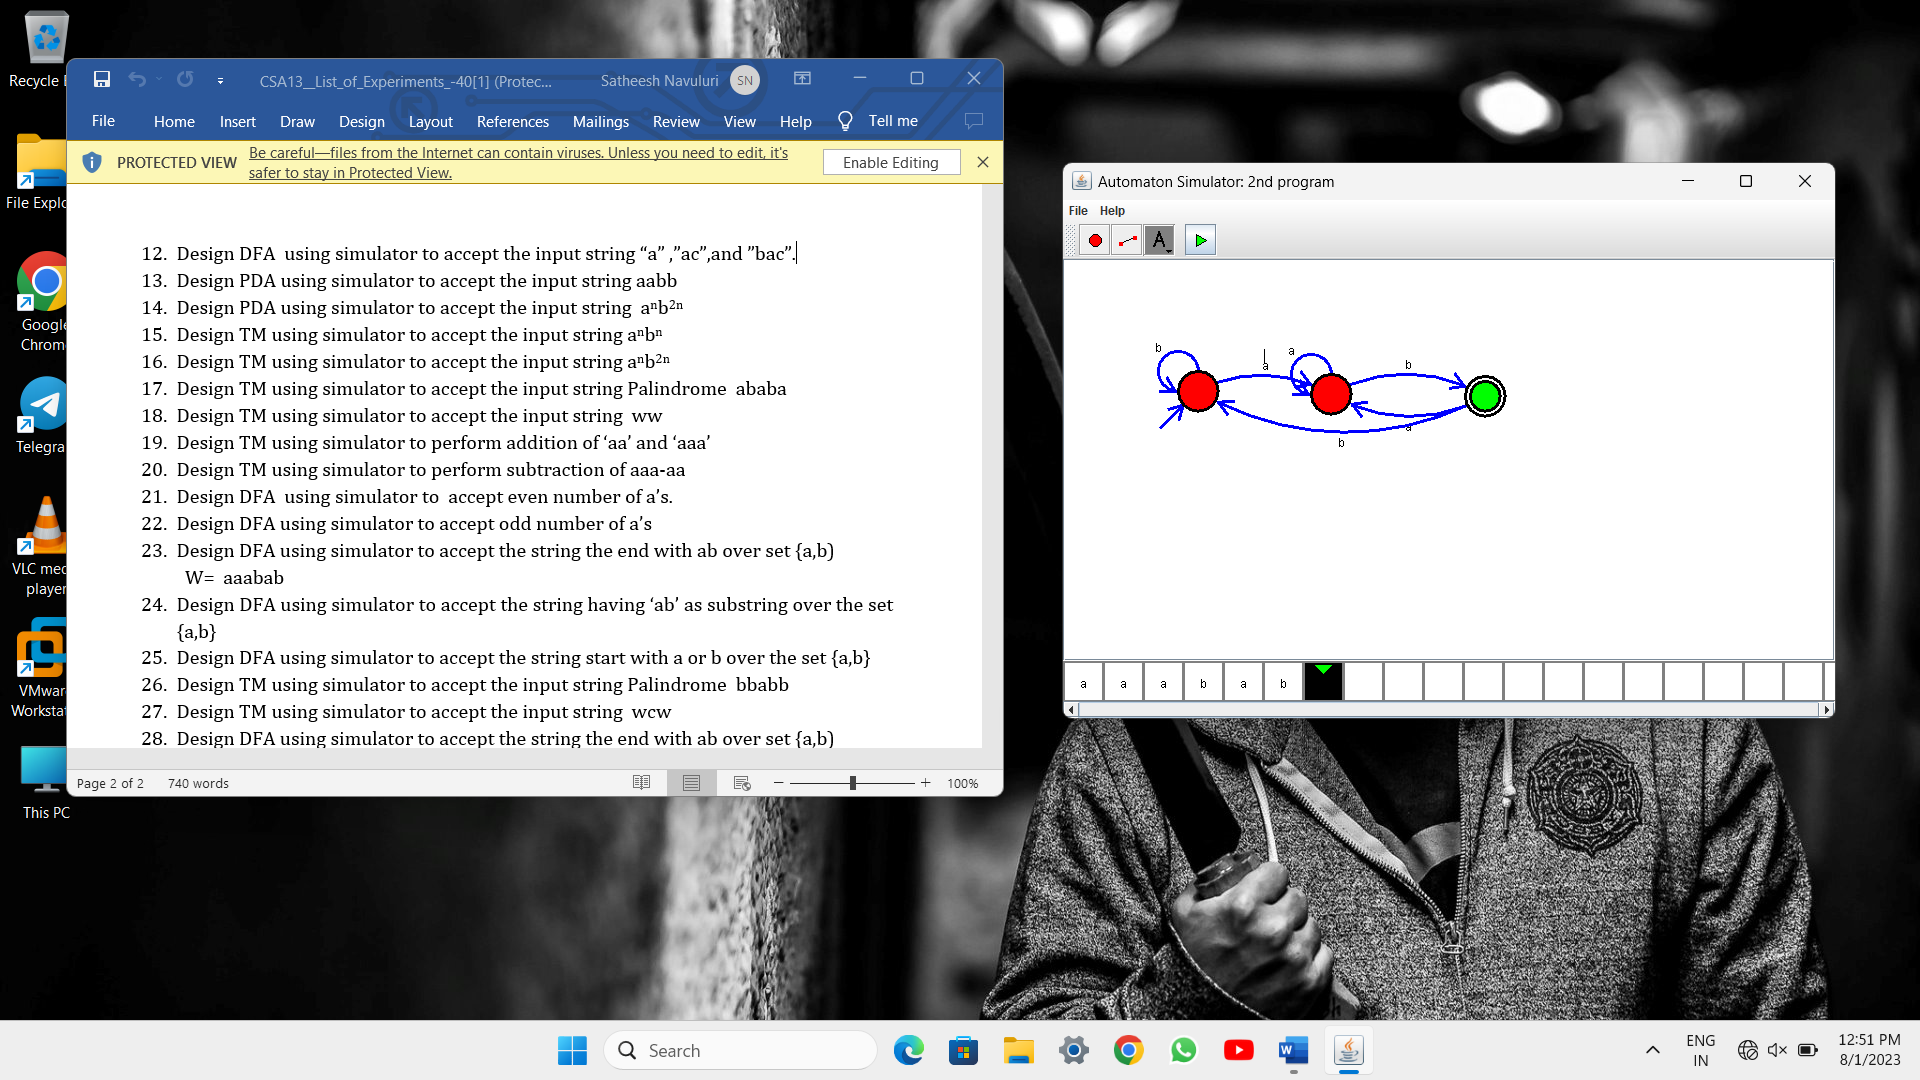 Recycle
File Explo
Google
Chrom
Telegra
VLC med
player
VMwar
Workstat
This PC
CSA13__List_of_Experiments_-40[1] (Protec...
Satheesh Navuluri
SN
File Home Insert Draw Design Layout References Mailings Review View Help Tell me
PROTECTED VIEW
Be careful—files from the Internet can contain viruses. Unless you need to edit, it's
safer to stay in Protected View.
Enable Editing
12. Design DFA using simulator to accept the input string “a” ,”ac”,and ”bac”.
13. Design PDA using simulator to accept the input string aabb
14. Design PDA using simulator to accept the input string aⁿb²ⁿ
15. Design TM using simulator to accept the input string aⁿbⁿ
16. Design TM using simulator to accept the input string aⁿb²ⁿ
17. Design TM using simulator to accept the input string Palindrome ababa
18. Design TM using simulator to accept the input string ww
19. Design TM using simulator to perform addition of ‘aa’ and ‘aaa’
20. Design TM using simulator to perform subtraction of aaa-aa
21. Design DFA using simulator to accept even number of a’s.
22. Design DFA using simulator to accept odd number of a’s
23. Design DFA using simulator to accept the string the end with ab over set {a,b)
W= aaabab
24. Design DFA using simulator to accept the string having ‘ab’ as substring over the set
{a,b}
25. Design DFA using simulator to accept the string start with a or b over the set {a,b}
26. Design TM using simulator to accept the input string Palindrome bbabb
27. Design TM using simulator to accept the input string wcw
28. Design DFA using simulator to accept the string the end with ab over set {a,b)
Page 2 of 2 740 words
100%
Automaton Simulator: 2nd program
File Help
A
b
a
a
b
a
b
a a a b a b
Search
ENG
IN
12:51 PM
8/1/2023